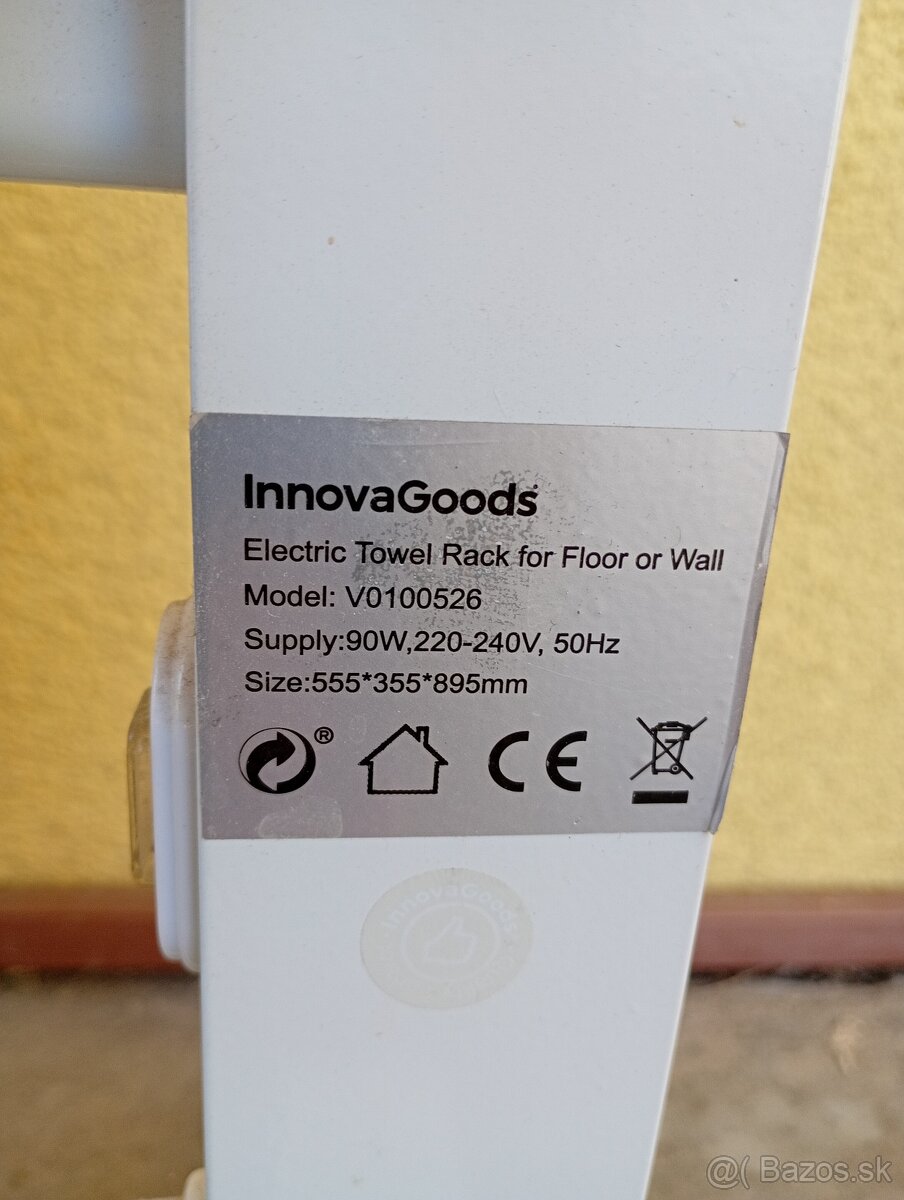 InnovaGoods
Electric Towel Rack for Floor or Wall
Model: V0100526
Supply:90W,220-240V, 50Hz
Size:555*355*895mm
®
CE
InnovaGoods
@( Bazos.sk